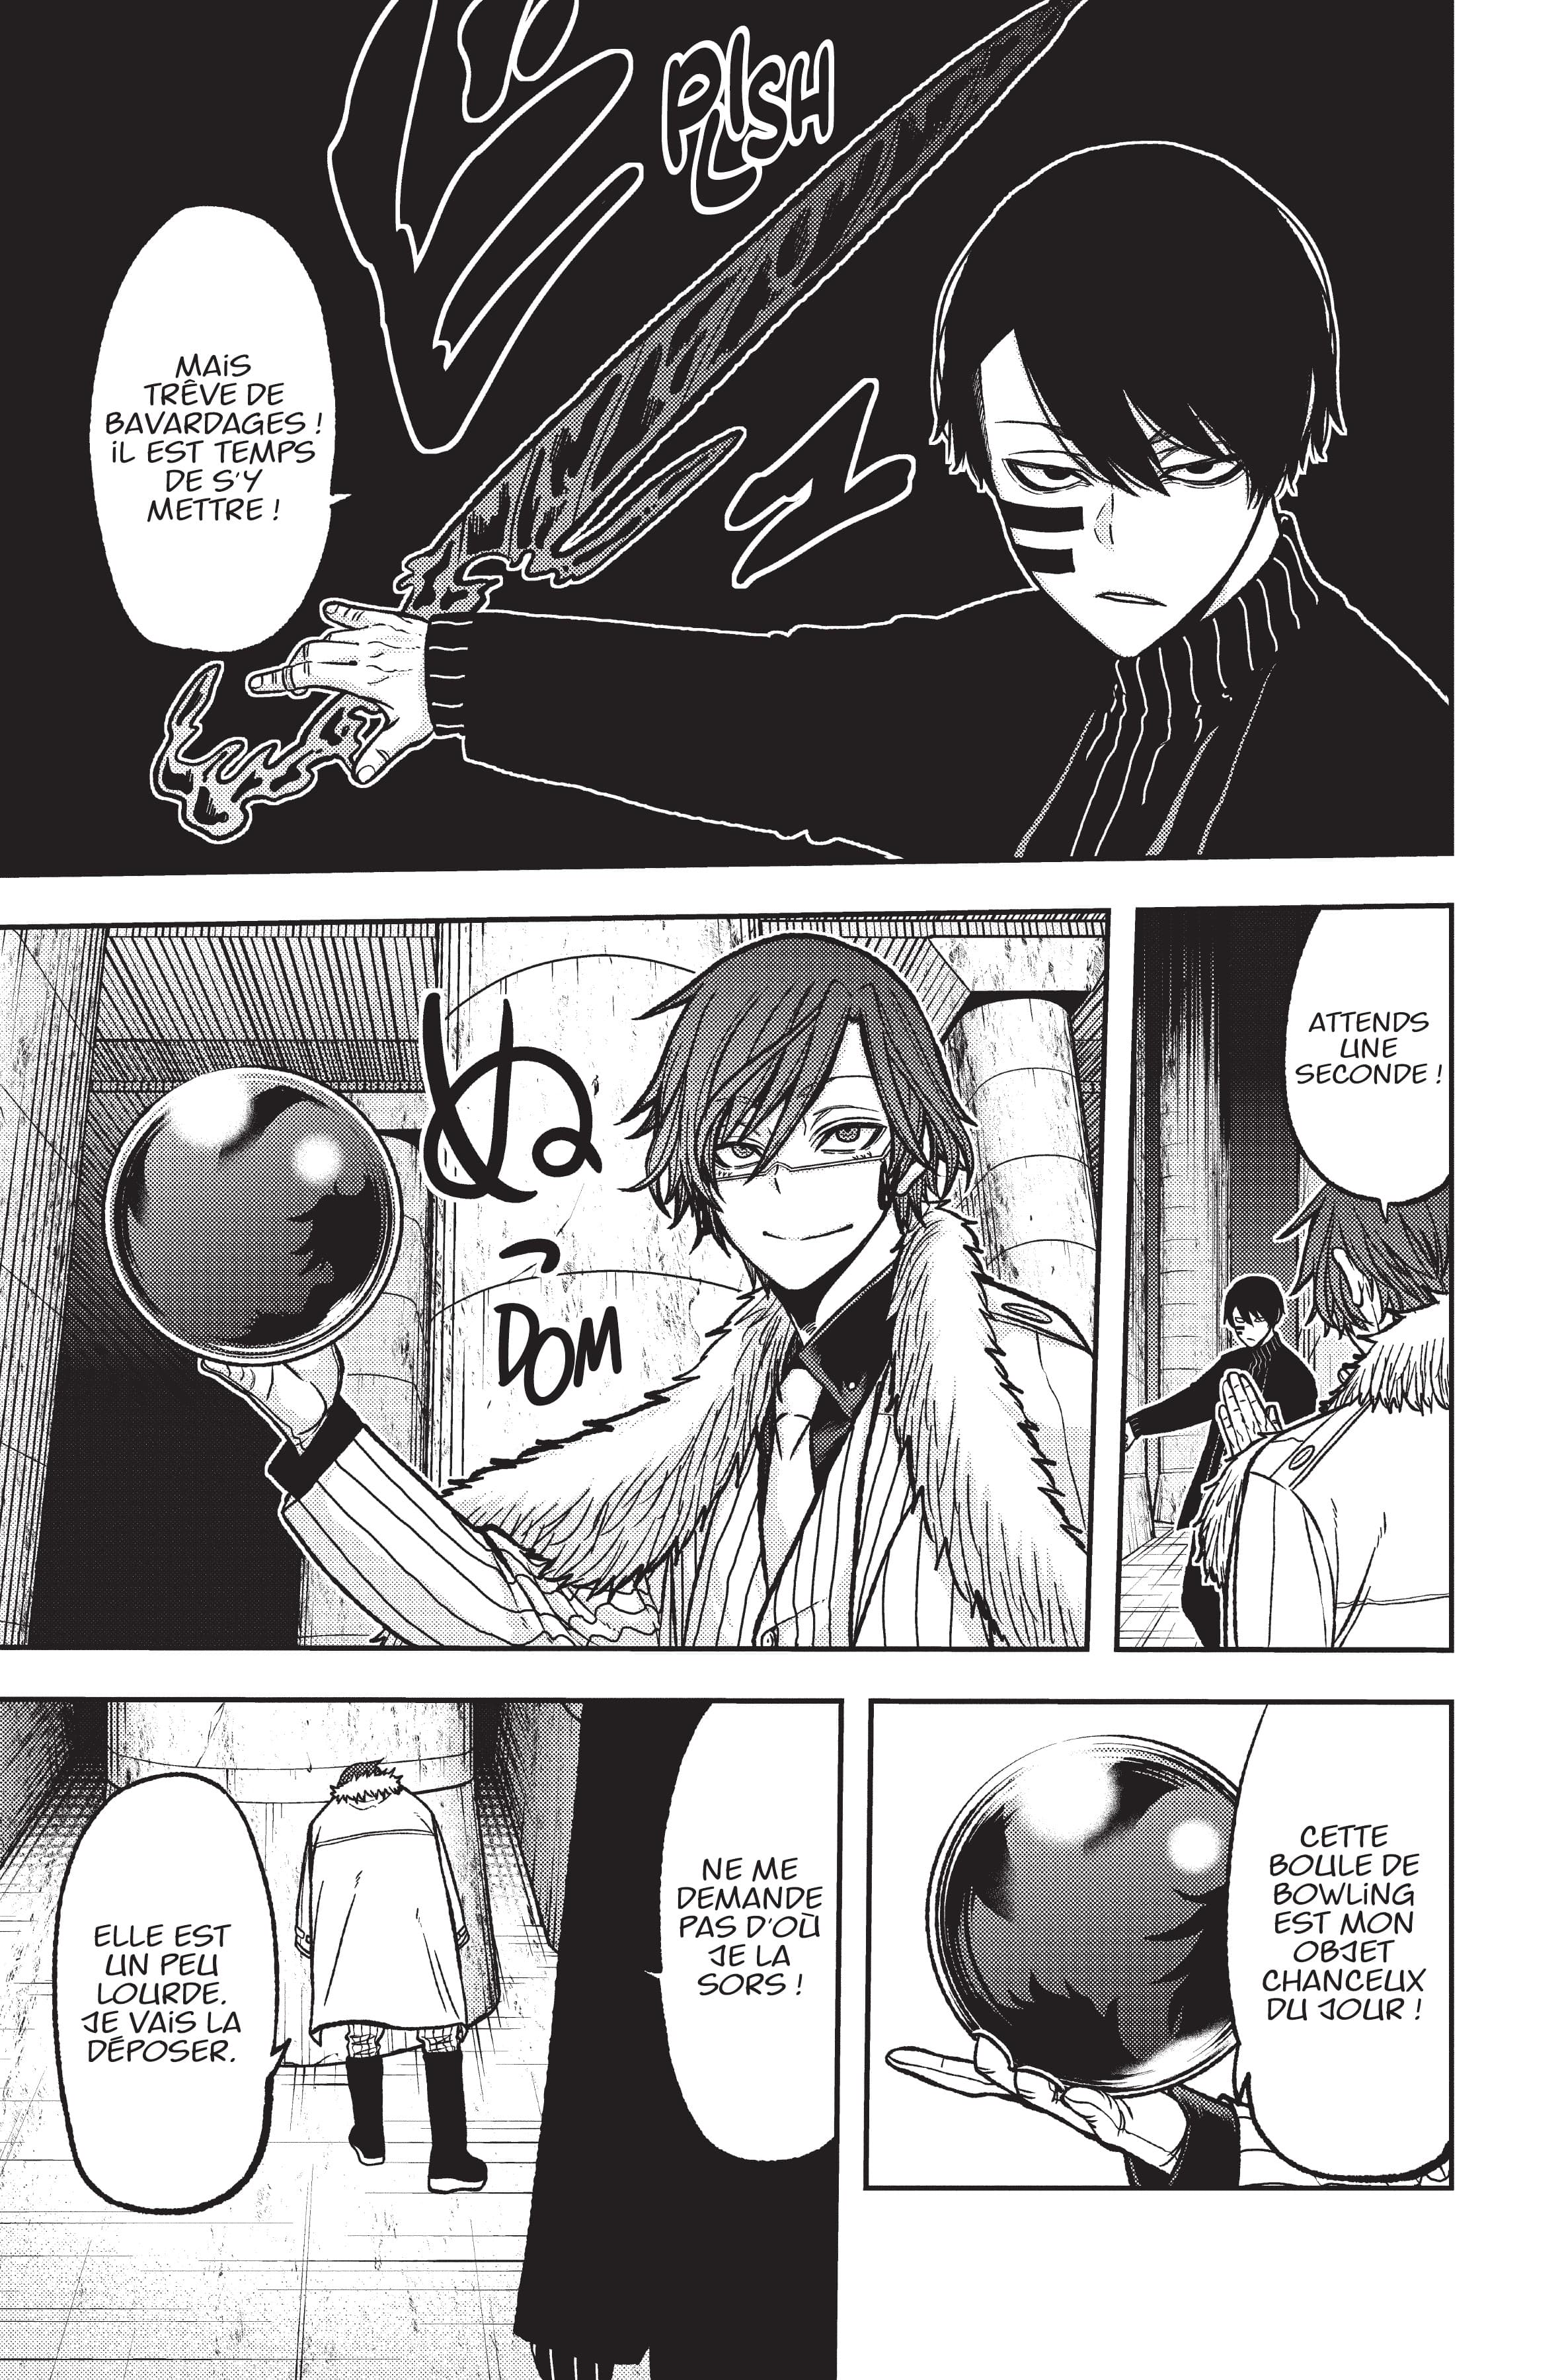 PLISH
MAIS
TRÊVE DE
BAVARDAGES !
IL EST TEMPS
DE S'Y
METTRE !
ATTENDS
UNE
SECONDE !
ぬっ
DOM
CETTE
BOULE DE
BOWLING
EST MON
OBJET
CHANCEUX
DU JOUR !
NE ME
DEMANDE
PAS D'OÙ
JE LA
SORS !
ELLE EST
UN PEU
LOURDE.
JE VAIS LA
DÉPOSER.